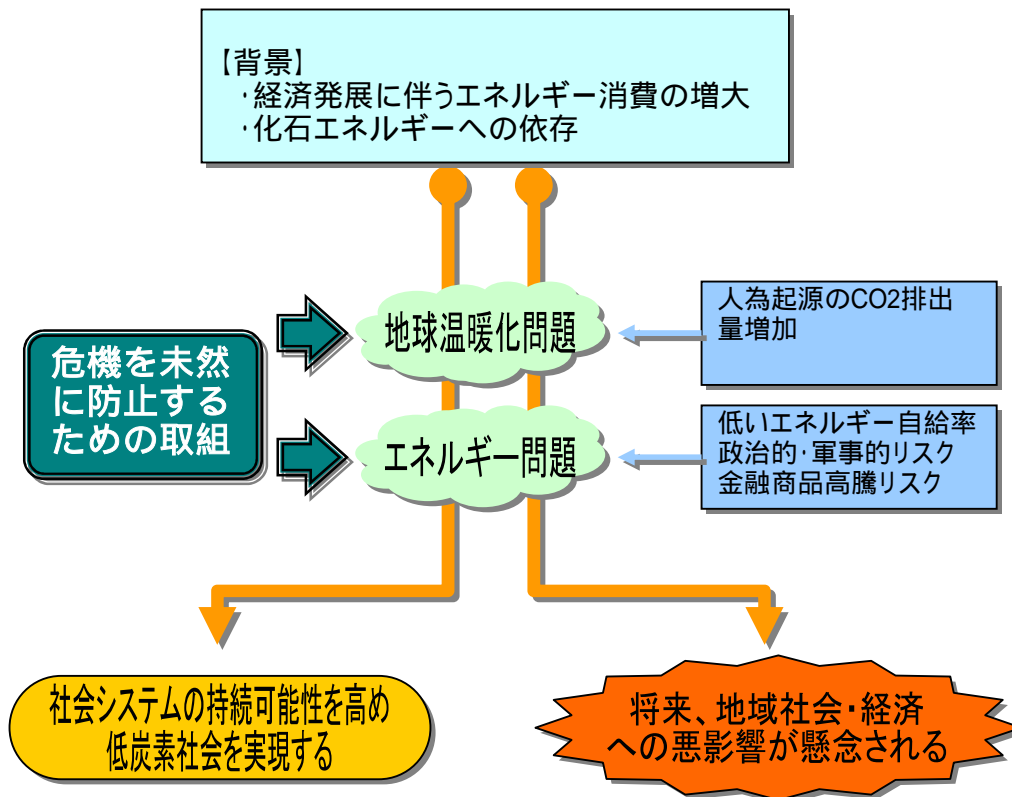 【背景】
・経済発展に伴うエネルギー消費の増大
・化石エネルギーへの依存
地球温暖化問題
人為起源のCO2排出
量増加
危機を未然
に防止する
ための取組
エネルギー問題
低いエネルギー自給率
政治的・軍事的リスク
金融商品高騰リスク
社会システムの持続可能性を高め
低炭素社会を実現する
将来、地域社会・経済
への悪影響が懸念される